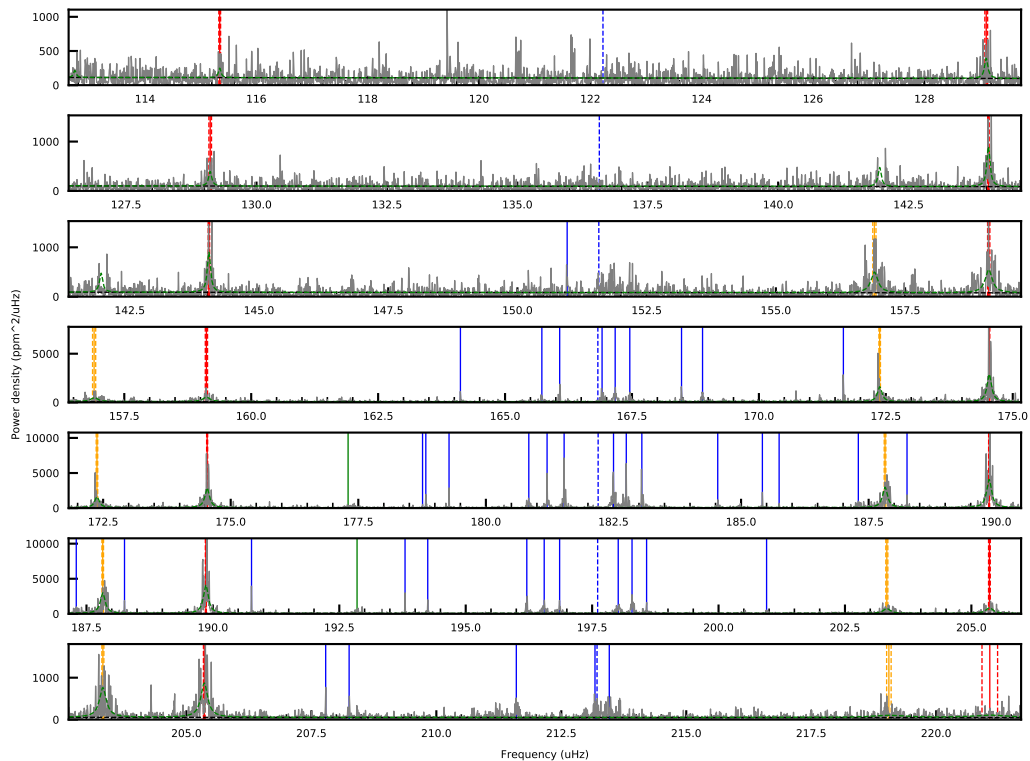 1000
500
0
114 116 118 120 122 124 126 128
1000
0
127.5 130.0 132.5 135.0 137.5 140.0 142.5
1000
0
142.5 145.0 147.5 150.0 152.5 155.0 157.5
Power density (ppm^2/uHz)
5000
0
157.5 160.0 162.5 165.0 167.5 170.0 172.5 175.0
10000
5000
0
172.5 175.0 177.5 180.0 182.5 185.0 187.5 190.0
10000
5000
0
187.5 190.0 192.5 195.0 197.5 200.0 202.5 205.0
1000
0
205.0 207.5 210.0 212.5 215.0 217.5 220.0
Frequency (uHz)